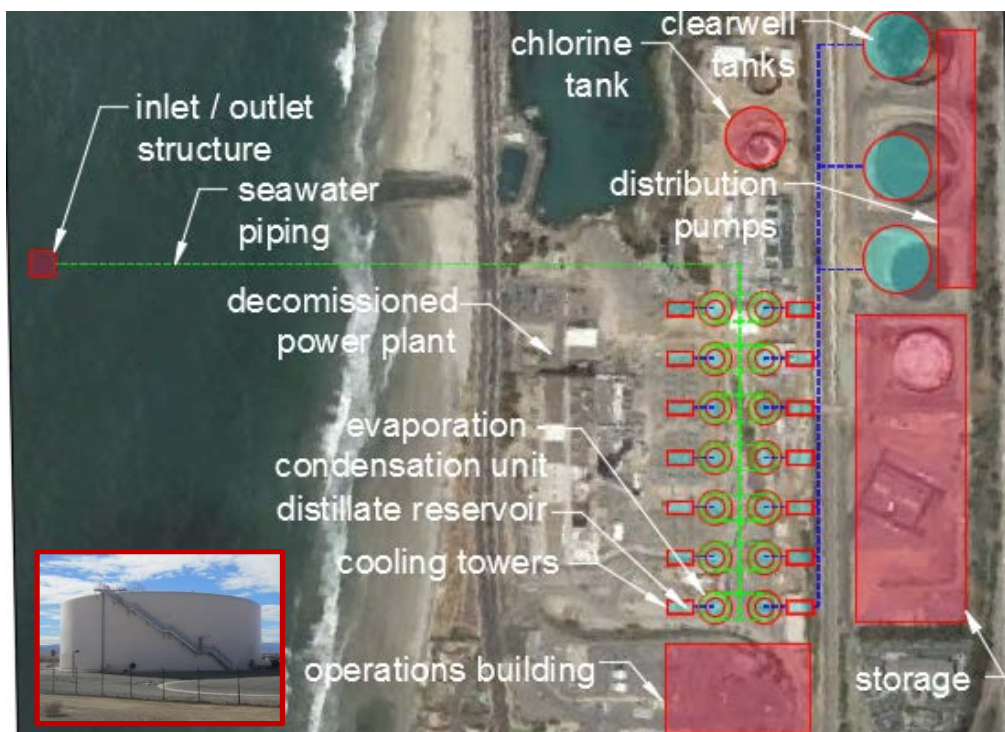 clearwell
tanks
chlorine
tank
inlet / outlet
structure
seawater
piping
distribution
pumps
decomissioned
power plant
evaporation
condensation unit
distillate reservoir
cooling towers
operations building
storage